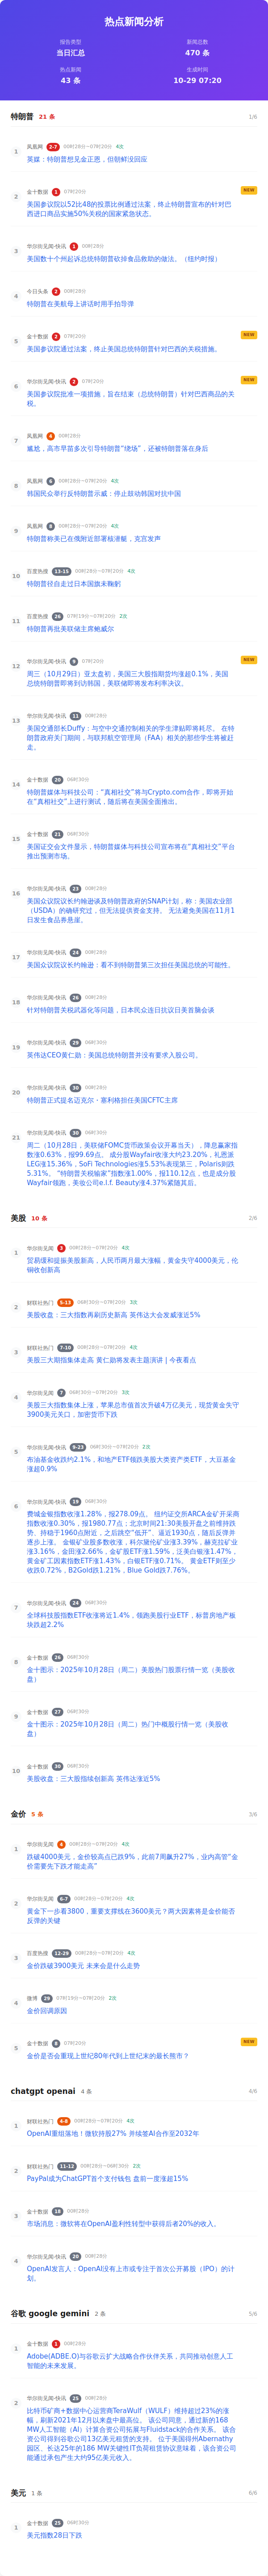 热点新闻分析
报告类型
新闻总数
当日汇总
470 条
热点新闻
生成时间
43 条
10-29 07:20
特朗普 21 条 1/6
1
凤凰网 2-7 00时28分~07时20分 4次
英媒：特朗普想见金正恩，但朝鲜没回应
2
金十数据 1 07时20分 NEW
美国参议院以52比48的投票比例通过法案，终止特朗普宣布的针对巴
西进口商品实施50%关税的国家紧急状态。
3
华尔街见闻-快讯 1 00时28分
美国数十个州起诉总统特朗普砍掉食品救助的做法。（纽约时报）
4
今日头条 2 00时28分
特朗普在美航母上讲话时用手拍导弹
5
金十数据 2 07时20分 NEW
美国参议院通过法案，终止美国总统特朗普针对巴西的关税措施。
6
华尔街见闻-快讯 2 07时20分 NEW
美国参议院批准一项措施，旨在结束（总统特朗普）针对巴西商品的关
税。
7
凤凰网 4 00时28分
尴尬，高市早苗多次引导特朗普“绕场”，还被特朗普落在身后
8
凤凰网 6 00时28分~07时20分 4次
韩国民众举行反特朗普示威：停止鼓动韩国对抗中国
9
凤凰网 8 00时28分~07时20分 4次
特朗普称美已在俄附近部署核潜艇，克宫发声
10
百度热搜 13-15 00时28分~07时20分 4次
特朗普径自走过日本国旗未鞠躬
11
百度热搜 26 07时19分~07时20分 2次
特朗普再批美联储主席鲍威尔
12
华尔街见闻-快讯 9 07时20分 NEW
周三（10月29日）亚太盘初，美国三大股指期货均涨超0.1%，美国
总统特朗普即将到访韩国，美联储即将发布利率决议。
13
华尔街见闻-快讯 11 00时28分
美国交通部长Duffy：与空中交通控制相关的学生津贴即将耗尽。 在特
朗普政府关门期间，与联邦航空管理局（FAA）相关的那些学生将被赶
走。
14
金十数据 20 06时30分
特朗普媒体与科技公司：“真相社交”将与Crypto.com合作，即将开始
在“真相社交”上进行测试，随后将在美国全面推出。
15
金十数据 21 06时30分
美国证交会文件显示，特朗普媒体与科技公司宣布将在“真相社交”平台
推出预测市场。
16
华尔街见闻-快讯 23 00时28分
美国众议院议长约翰逊谈及特朗普政府的SNAP计划，称：美国农业部
（USDA）的确研究过，但无法提供资金支持。 无法避免美国在11月1
日发生食品券悬崖。
17
华尔街见闻-快讯 24 00时28分
美国众议院议长约翰逊：看不到特朗普第三次担任美国总统的可能性。
18
华尔街见闻-快讯 26 00时28分
针对特朗普关税武器化等问题，日本民众连日抗议日美首脑会谈
19
华尔街见闻-快讯 29 06时30分
英伟达CEO黄仁勋：美国总统特朗普并没有要求入股公司。
20
华尔街见闻-快讯 30 00时28分
特朗普正式提名迈克尔・塞利格担任美国CFTC主席
21
华尔街见闻-快讯 30 06时30分
周二（10月28日，美联储FOMC货币政策会议开幕当天），降息赢家指
数涨0.63%，报99.69点。 成分股Wayfair收涨大约23.20%，礼恩派
LEG涨15.36%，SoFi Technologies涨5.53%表现第三，Polaris则跌
5.31%。 “特朗普关税输家”指数涨1.00%，报110.12点，也是成分股
Wayfair领跑，美妆公司e.l.f. Beauty涨4.37%紧随其后。
美股 10 条 2/6
1
华尔街见闻 3 00时28分~07时20分 4次
贸易缓和提振美股新高，人民币两月最大涨幅，黄金失守4000美元，伦
铜收创新高
2
财联社热门 5-13 06时30分~07时20分 3次
美股收盘：三大指数再刷历史新高 英伟达大会发威涨近5%
3
财联社热门 7-10 00时28分~07时20分 4次
美股三大期指集体走高 黄仁勋将发表主题演讲 | 今夜看点
4
华尔街见闻 7 06时30分~07时20分 3次
美股三大指数集体上涨，苹果总市值首次升破4万亿美元，现货黄金失守
3900美元关口，加密货币下跌
5
华尔街见闻-快讯 9-23 06时30分~07时20分 2次
布油基金收跌约2.1%，和地产ETF领跌美股大类资产类ETF，大豆基金
涨超0.9%
6
华尔街见闻-快讯 19 06时30分
费城金银指数收涨1.28%，报278.09点。 纽约证交所ARCA金矿开采商
指数收涨0.30%，报1980.77点；北京时间21:30美股开盘之前维持跌
势、持稳于1960点附近，之后跳空“低开”、逼近1930点，随后反弹并
逐步上涨。 金银矿业股多数收涨，科尔黛伦矿业涨3.39%，赫克拉矿业
涨3.16%，金田涨2.66%，金矿股ETF涨1.59%，泛美白银涨1.47%，
黄金矿工因素指数ETF涨1.43%，白银ETF涨0.71%。 黄金ETF则至少
收跌0.72%，B2Gold跌1.21%，Blue Gold跌7.76%。
7
华尔街见闻-快讯 24 06时30分
全球科技股指数ETF收涨将近1.4%，领跑美股行业ETF，标普房地产板
块跌超2.2%
8
金十数据 26 06时30分
金十图示：2025年10月28日（周二）美股热门股票行情一览（美股收
盘）
9
金十数据 27 06时30分
金十图示：2025年10月28日（周二）热门中概股行情一览（美股收
盘）
10
金十数据 30 06时30分
美股收盘：三大股指续创新高 英伟达涨近5%
金价 5 条 3/6
1
华尔街见闻 4 00时28分~07时20分 4次
跌破4000美元，金价较高点已跌9%，此前7周飙升27%，业内高管“金
价需要先下跌才能走高”
2
华尔街见闻 6-7 00时28分~07时20分 4次
黄金下一步看3800，重要支撑线在3600美元？两大因素将是金价能否
反弹的关键
3
百度热搜 12-29 00时28分~07时20分 4次
金价跌破3900美元 未来会是什么走势
4
微博 29 07时19分~07时20分 2次
金价回调原因
5
金十数据 8 07时20分 NEW
金价是否会重现上世纪80年代到上世纪末的最长熊市？
chatgpt openai 4 条 4/6
1
财联社热门 4-8 00时28分~07时20分 4次
OpenAI重组落地！微软持股27% 并续签AI合作至2032年
2
财联社热门 11-12 00时28分~06时30分 2次
PayPal成为ChatGPT首个支付钱包 盘前一度涨超15%
3
金十数据 18 00时28分
市场消息：微软将在OpenAI盈利性转型中获得后者20%的收入。
4
华尔街见闻-快讯 20 00时28分
OpenAI发言人：OpenAI没有上市或专注于首次公开募股（IPO）的计
划。
谷歌 google gemini 2 条 5/6
1
金十数据 1 00时28分
Adobe(ADBE.O)与谷歌云扩大战略合作伙伴关系，共同推动创意人工
智能的未来发展。
2
华尔街见闻-快讯 25 00时28分
比特币矿商+数据中心运营商TeraWulf（WULF）维持超过23%的涨
幅，刷新2021年12月以来盘中最高位。 该公司同意，通过新的168
MW人工智能（AI）计算合资公司拓展与Fluidstack的合作关系。 该合
资公司得到谷歌公司13亿美元租赁的支持。 位于美国得州Abernathy
园区、长达25年的186 MW关键性IT负荷租赁协议意味着，该合资公司
能通过承包产生大约95亿美元收入。
美元 1 条 6/6
1
金十数据 25 06时30分
美元指数28日下跌